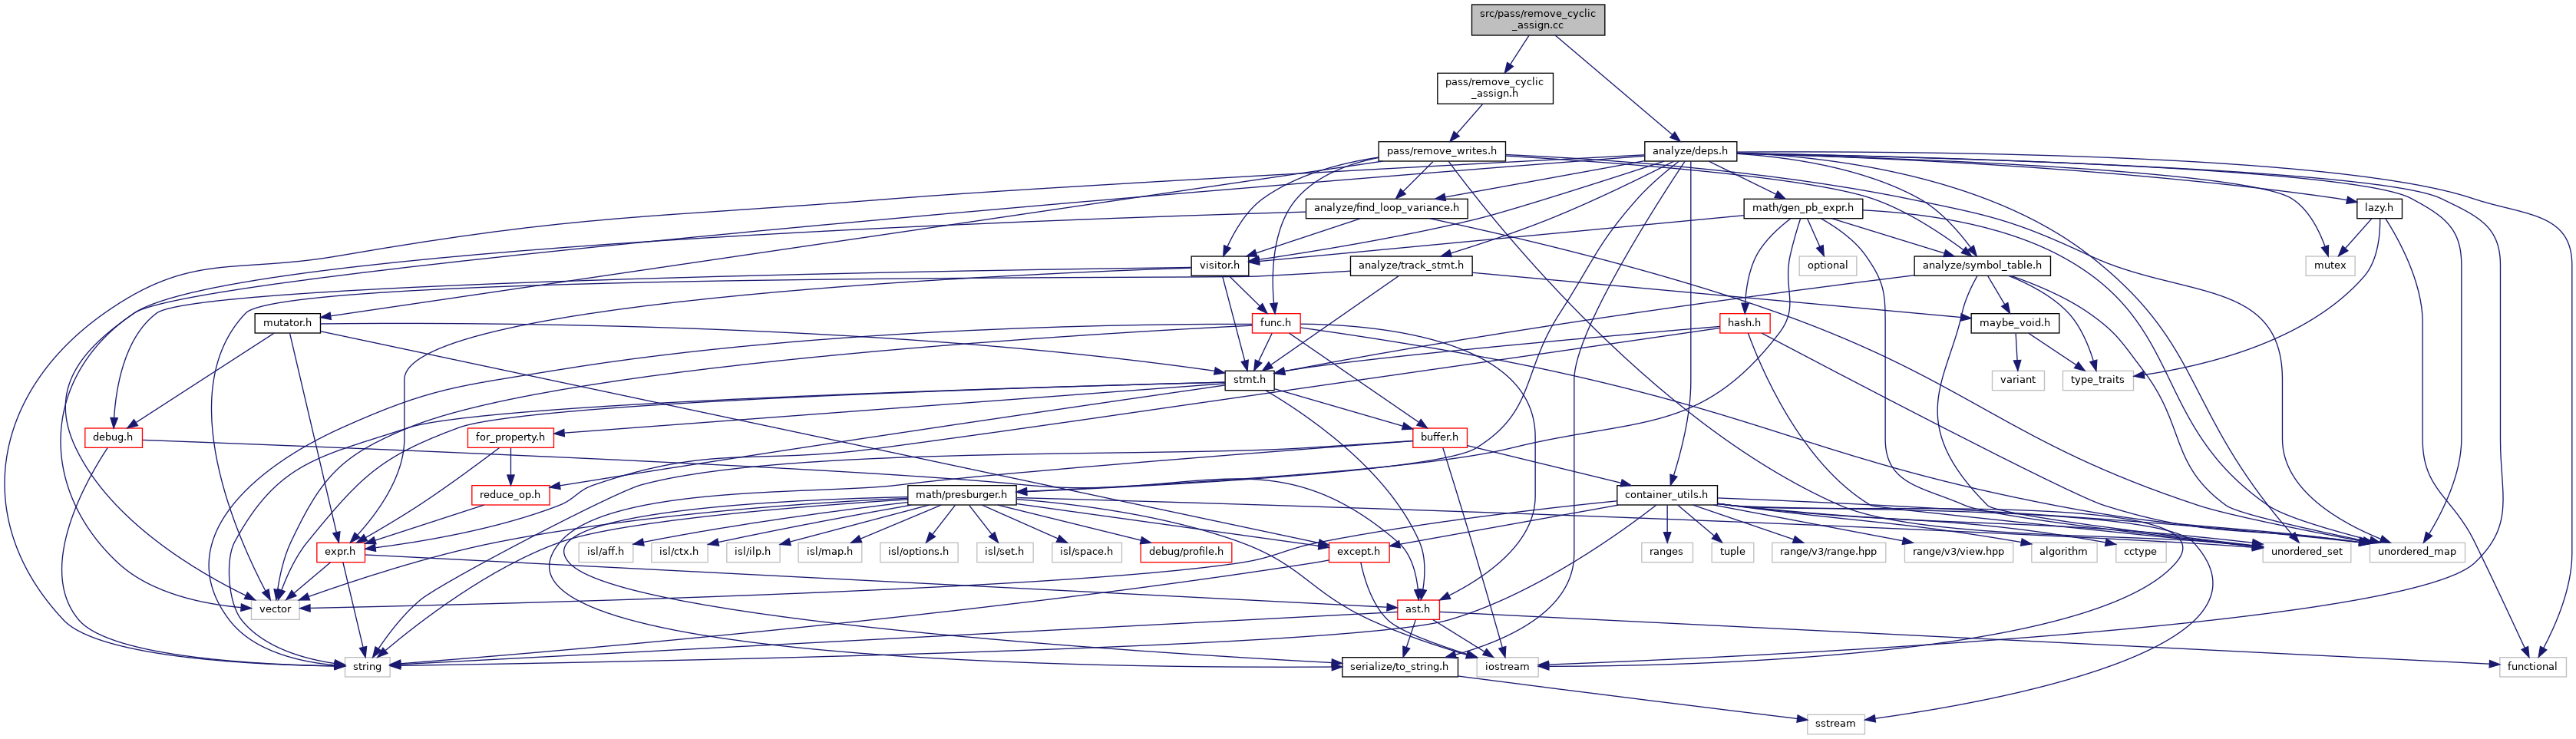 src/pass/remove_cyclic
_assign.cc
pass/remove_cyclic
_assign.h
pass/remove_writes.h
analyze/deps.h
analyze/find_loop_variance.h
math/gen_pb_expr.h
lazy.h
visitor.h
analyze/track_stmt.h
optional
analyze/symbol_table.h
mutex
mutator.h
func.h
hash.h
maybe_void.h
stmt.h
variant
type_traits
debug.h
for_property.h
buffer.h
reduce_op.h
math/presburger.h
container_utils.h
expr.h
isl/aff.h
isl/ctx.h
isl/ilp.h
isl/map.h
isl/options.h
isl/set.h
isl/space.h
debug/profile.h
except.h
ranges
tuple
range/v3/range.hpp
range/v3/view.hpp
algorithm
cctype
unordered_set
unordered_map
vector
ast.h
string
serialize/to_string.h
iostream
functional
sstream